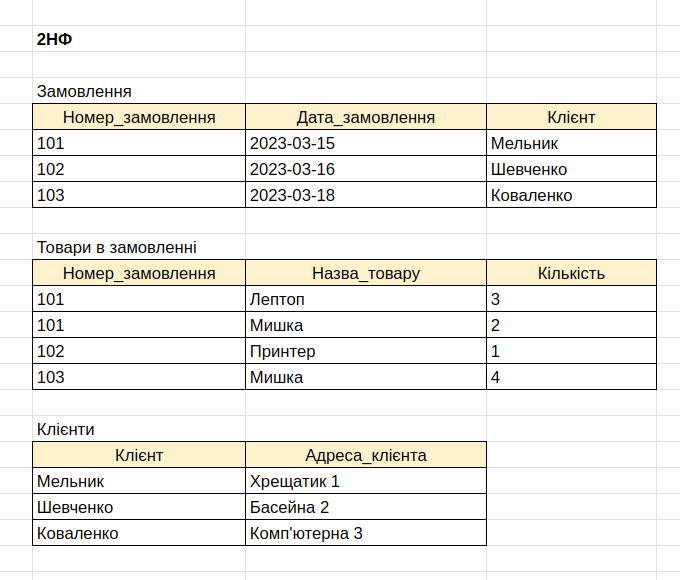 2НФ
Замовлення
Номер_замовлення Дата_замовлення Клієнт
101 2023-03-15 Мельник
102 2023-03-16 Шевченко
103 2023-03-18 Коваленко
Товари в замовленні
Номер_замовлення Назва_товару Кількість
101 Лептоп 3
101 Мишка 2
102 Принтер 1
103 Мишка 4
Клієнти
Клієнт Адреса_клієнта
Мельник Хрещатик 1
Шевченко Басейна 2
Коваленко Комп'ютерна 3